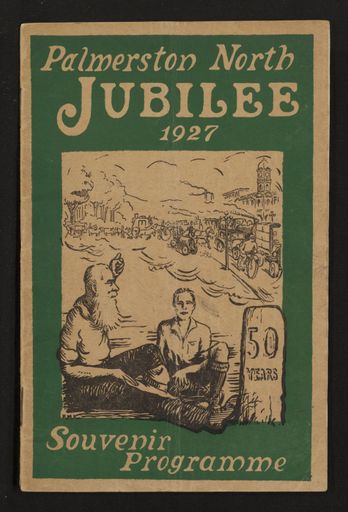 Palmerston North
JUBILEE
1927
50
YEARS
Souvenir
Programme